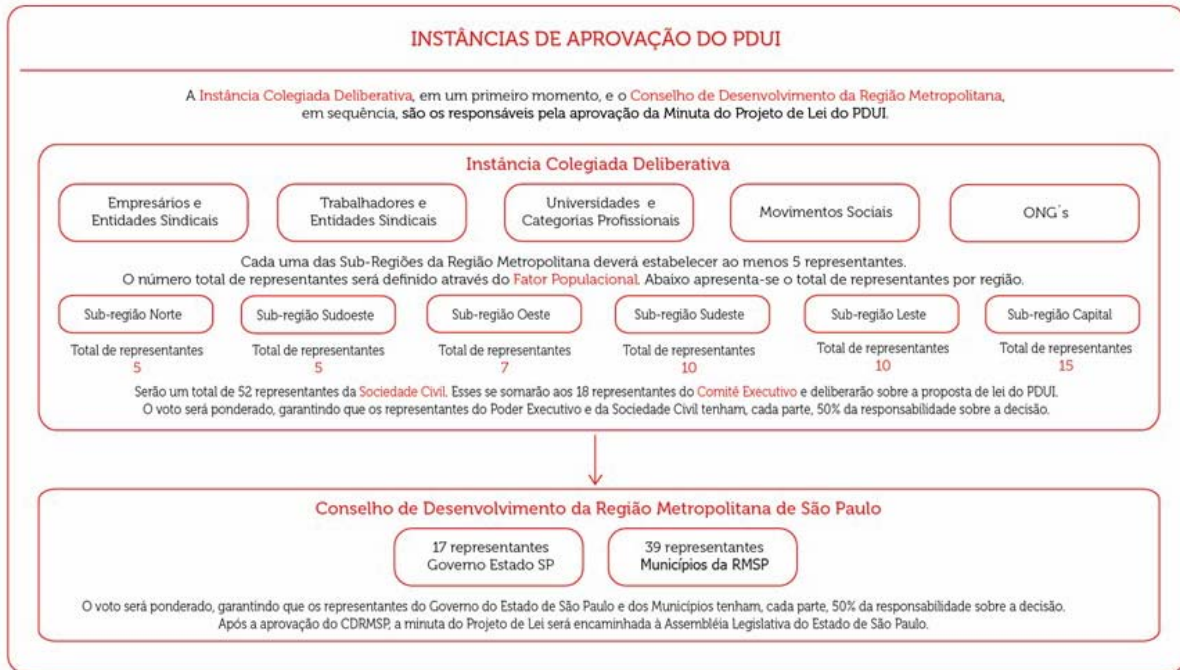 INSTÂNCIAS DE APROVAÇÃO DO PDUI
A Instância Colegiada Deliberativa, em um primeiro momento, e o Conselho de Desenvolvimento da Região Metropolitana,
em sequência, são os responsáveis pela aprovação da Minuta do Projeto de Lei do PDUI.
Instância Colegiada Deliberativa
Empresários e
Entidades Sindicais
Trabalhadores e
Entidades Sindicais
Universidades e
Categorias Profissionais
Movimentos Sociais
ONG`s
Cada uma das Sub-Regiões da Região Metropolitana deverá estabelecer ao menos 5 representantes.
O número total de representantes será definido através do Fator Populacional. Abaixo apresenta-se o total de representantes por região.
Sub-região Norte
Sub-região Sudoeste
Sub-região Oeste
Sub-região Sudeste
Sub-região Leste
Sub-região Capital
Total de representantes
5
Total de representantes
5
Total de representantes
7
Total de representantes
10
Total de representantes
10
Total de representantes
15
Serão um total de 52 representantes da Sociedade Civil. Esses se somarão aos 18 representantes do Comitê Executivo e deliberarão sobre a proposta de lei do PDUI.
O voto será ponderado, garantindo que os representantes do Poder Executivo e da Sociedade Civil tenham, cada parte, 50% da responsabilidade sobre a decisão.
Conselho de Desenvolvimento da Região Metropolitana de São Paulo
17 representantes
Governo Estado SP
39 representantes
Municípios da RMSP
O voto será ponderado, garantindo que os representantes do Governo do Estado de São Paulo e dos Municípios tenham, cada parte, 50% da responsabilidade sobre a decisão.
Após a aprovação do CDRMSP, a minuta do Projeto de Lei será encaminhada à Assembléia Legislativa do Estado de São Paulo.